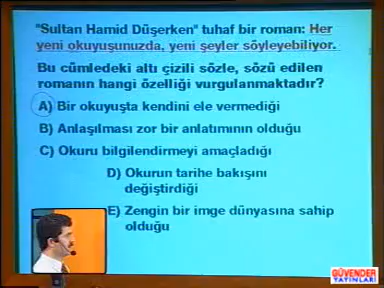 "Sultan Hamid Düşerken" tuhaf bir roman: Her
yeni okuyuşunuzda, yeni şeyler söyleyebiliyor.
Bu cümledeki altı çizili sözle, sözü edilen
romanın hangi özelliği vurgulanmaktadır?
A) Bir okuyuşta kendini ele vermediği
B) Anlaşılması zor bir anlatımının olduğu
C) Okuru bilgilendirmeyi amaçladığı
D) Okurun tarihe bakışını
değiştirdiği
E) Zengin bir imge dünyasına sahip
olduğu
GÜVENDER
YAYINLARI